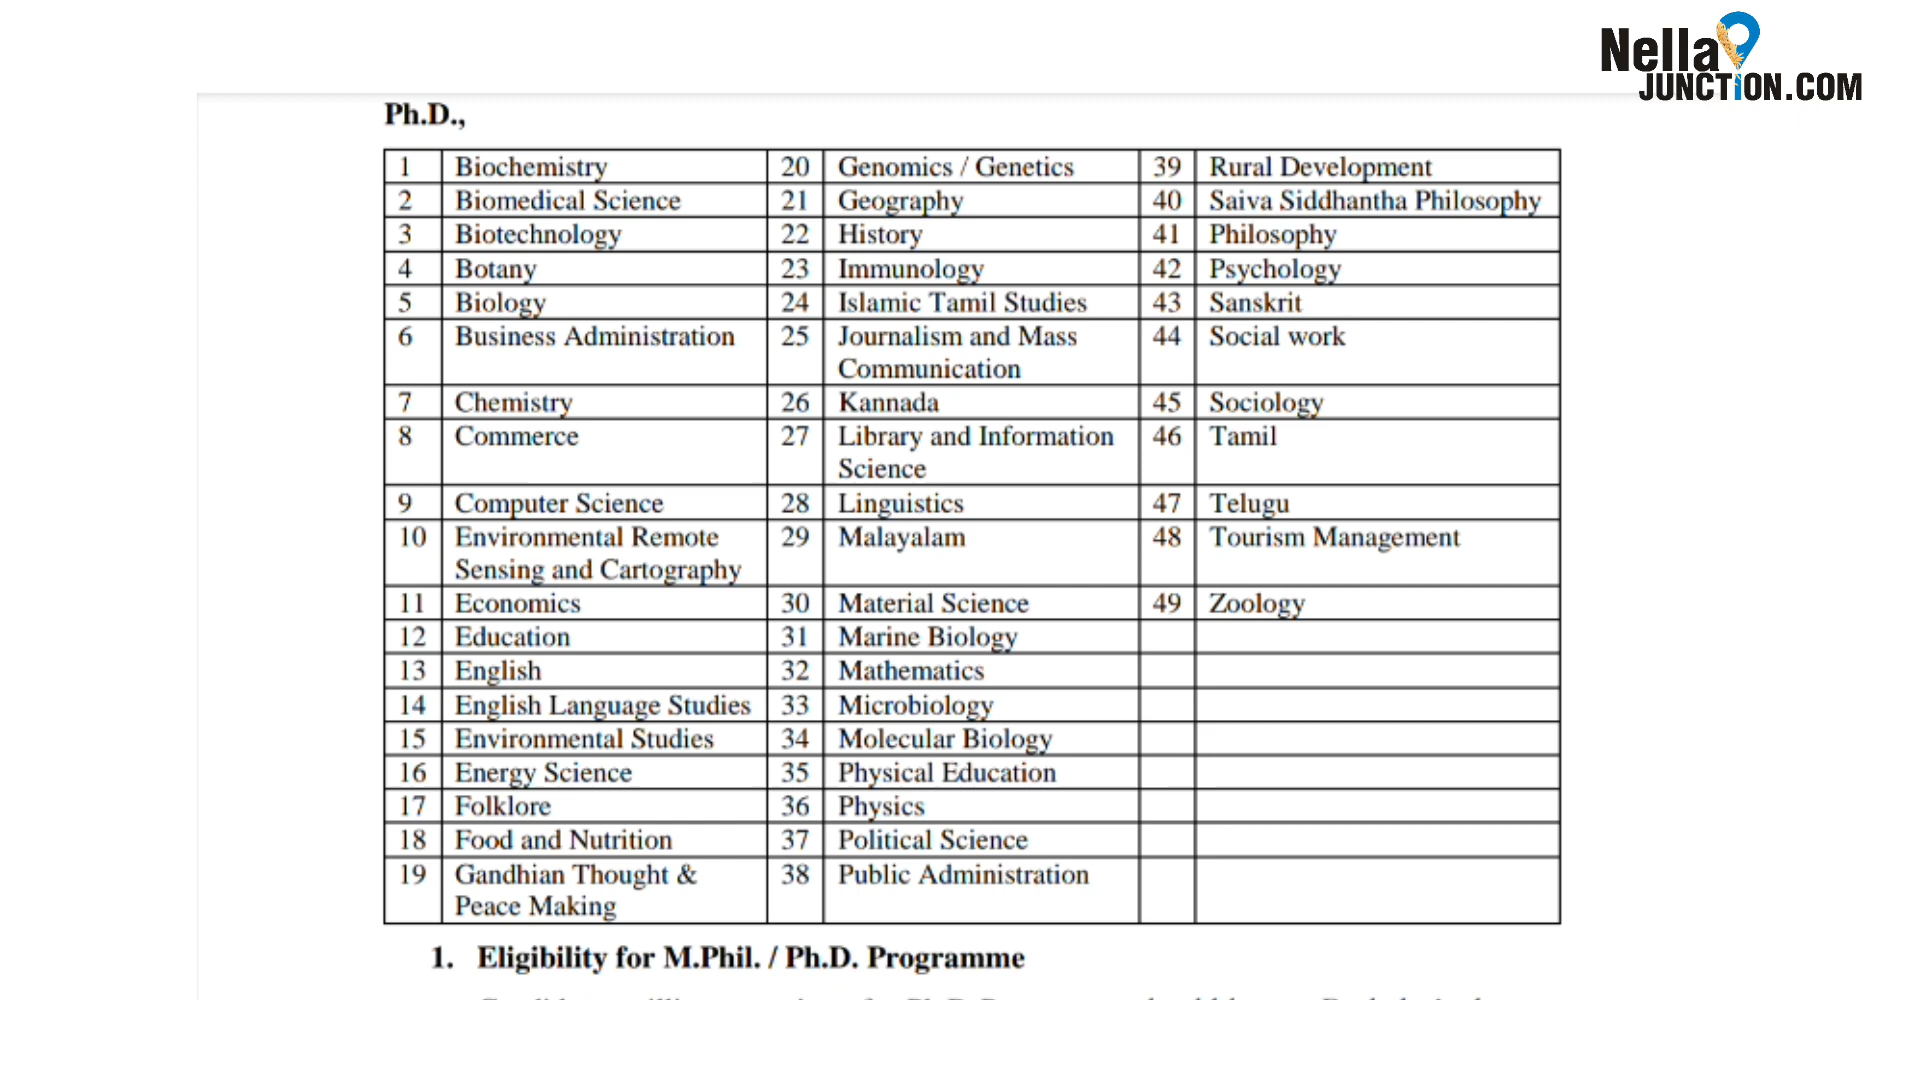 Nella
JUNCTION.COM
Ph.D.,
1 Biochemistry 20 Genomics / Genetics 39 Rural Development
2 Biomedical Science 21 Geography 40 Saiva Siddhantha Philosophy
3 Biotechnology 22 History 41 Philosophy
4 Botany 23 Immunology 42 Psychology
5 Biology 24 Islamic Tamil Studies 43 Sanskrit
6 Business Administration 25 Journalism and Mass 44 Social work
Communication
7 Chemistry 26 Kannada 45 Sociology
8 Commerce 27 Library and Information 46 Tamil
Science
9 Computer Science 28 Linguistics 47 Telugu
10 Environmental Remote 29 Malayalam 48 Tourism Management
Sensing and Cartography
11 Economics 30 Material Science 49 Zoology
12 Education 31 Marine Biology
13 English 32 Mathematics
14 English Language Studies 33 Microbiology
15 Environmental Studies 34 Molecular Biology
16 Energy Science 35 Physical Education
17 Folklore 36 Physics
18 Food and Nutrition 37 Political Science
19 Gandhian Thought & 38 Public Administration
Peace Making
1. Eligibility for M.Phil. / Ph.D. Programme